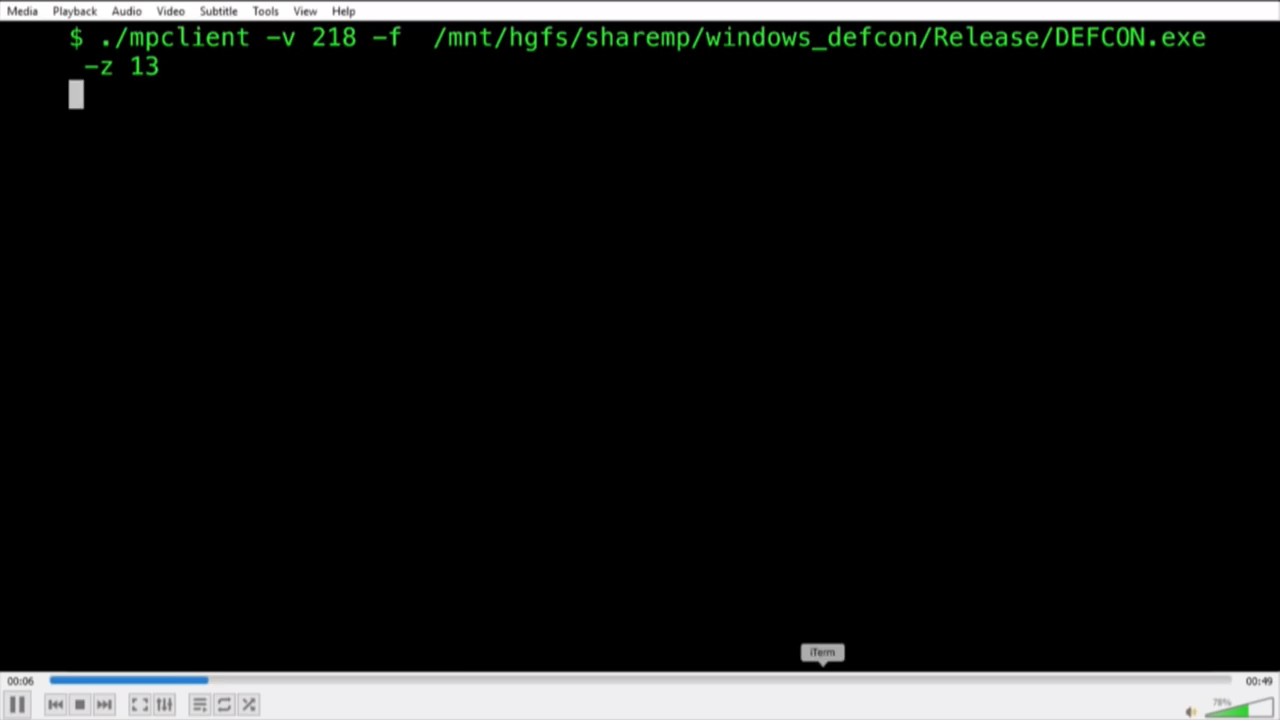 Media Playback Audio Video Subtitle Tools View Help
$ ./mpclient -v 218 -f  /mnt/hgfs/sharemp/windows_defcon/Release/DEFCON.exe
 -z 13
iTerm
00:06 00:49
78%